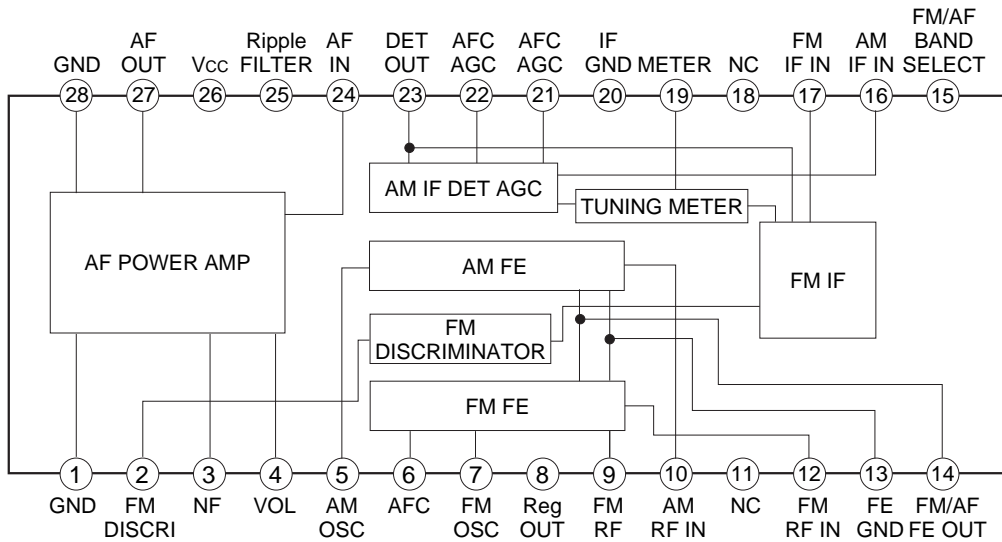 FM/AF
AF Ripple AF DET AFC AFC IF FM AM BAND
GND OUT Vcc FILTER IN OUT AGC AGC GND METER NC IF IN IF IN SELECT
28 27 26 25 24 23 22 21 20 19 18 17 16 15
AM IF DET AGC
TUNING METER
AF POWER AMP
AM FE
FM IF
FM
DISCRIMINATOR
FM FE
1 2 3 4 5 6 7 8 9 10 11 12 13 14
GND FM NF VOL AM AFC FM Reg FM AM NC FM FE FM/AF
DISCRI OSC OSC OUT RF RF IN RF IN GND FE OUT